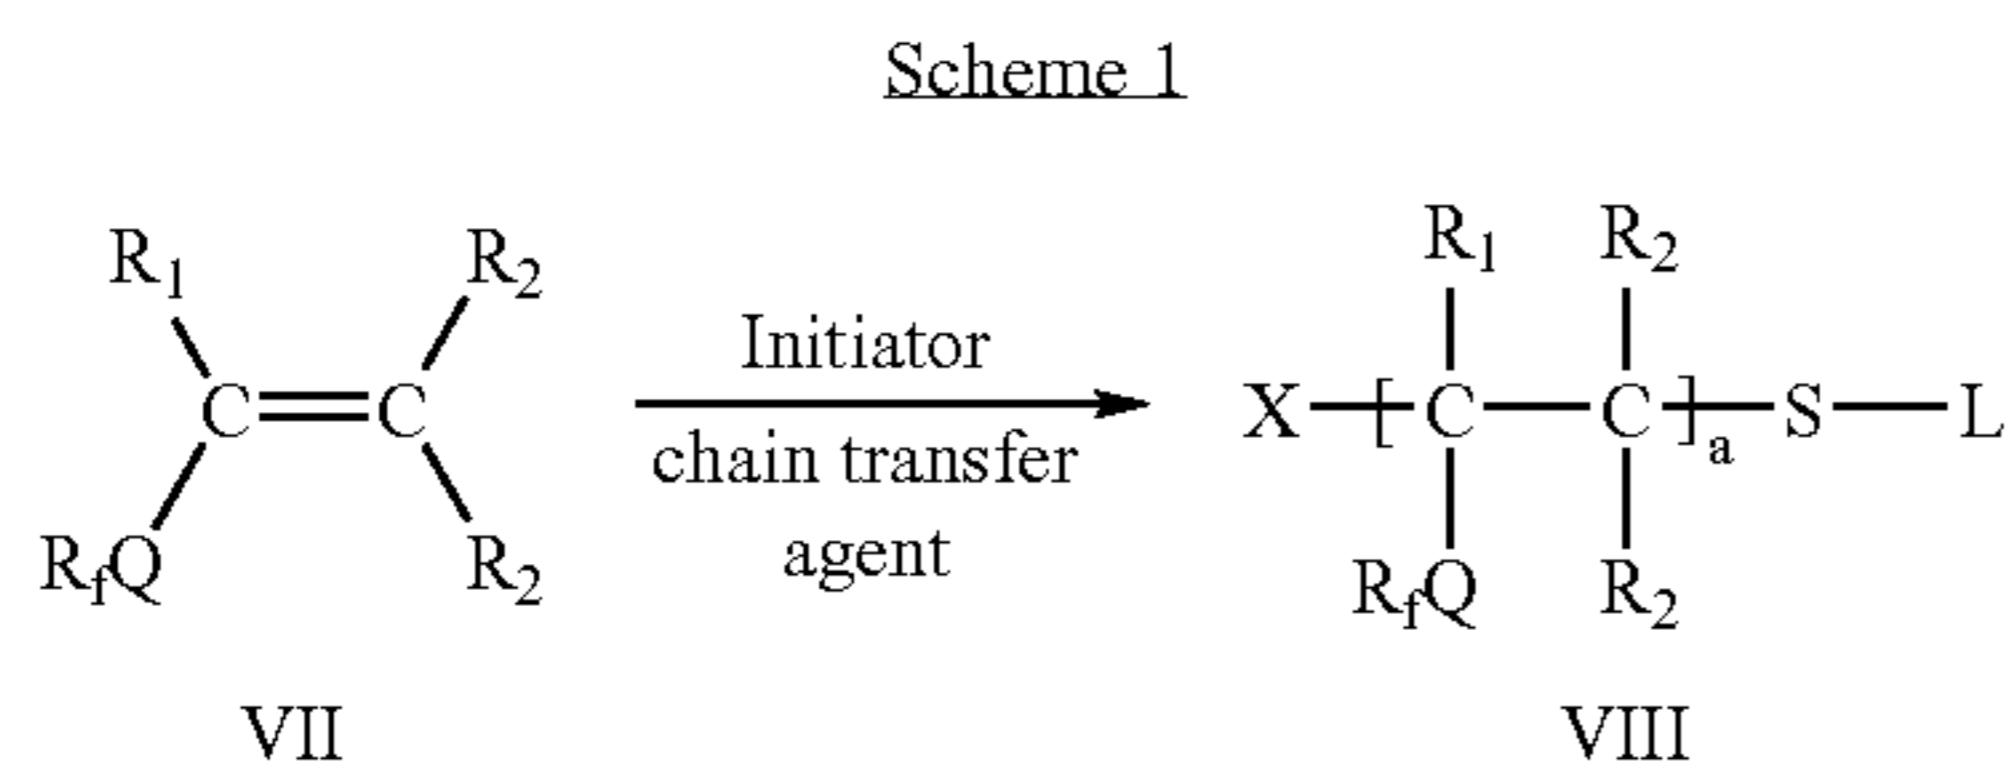 Scheme 1
R1 R2 R1 R2
Initiator
C C X [ C C ]a S L
chain transfer
agent
RfQ R2 RfQ R2
VII VIII